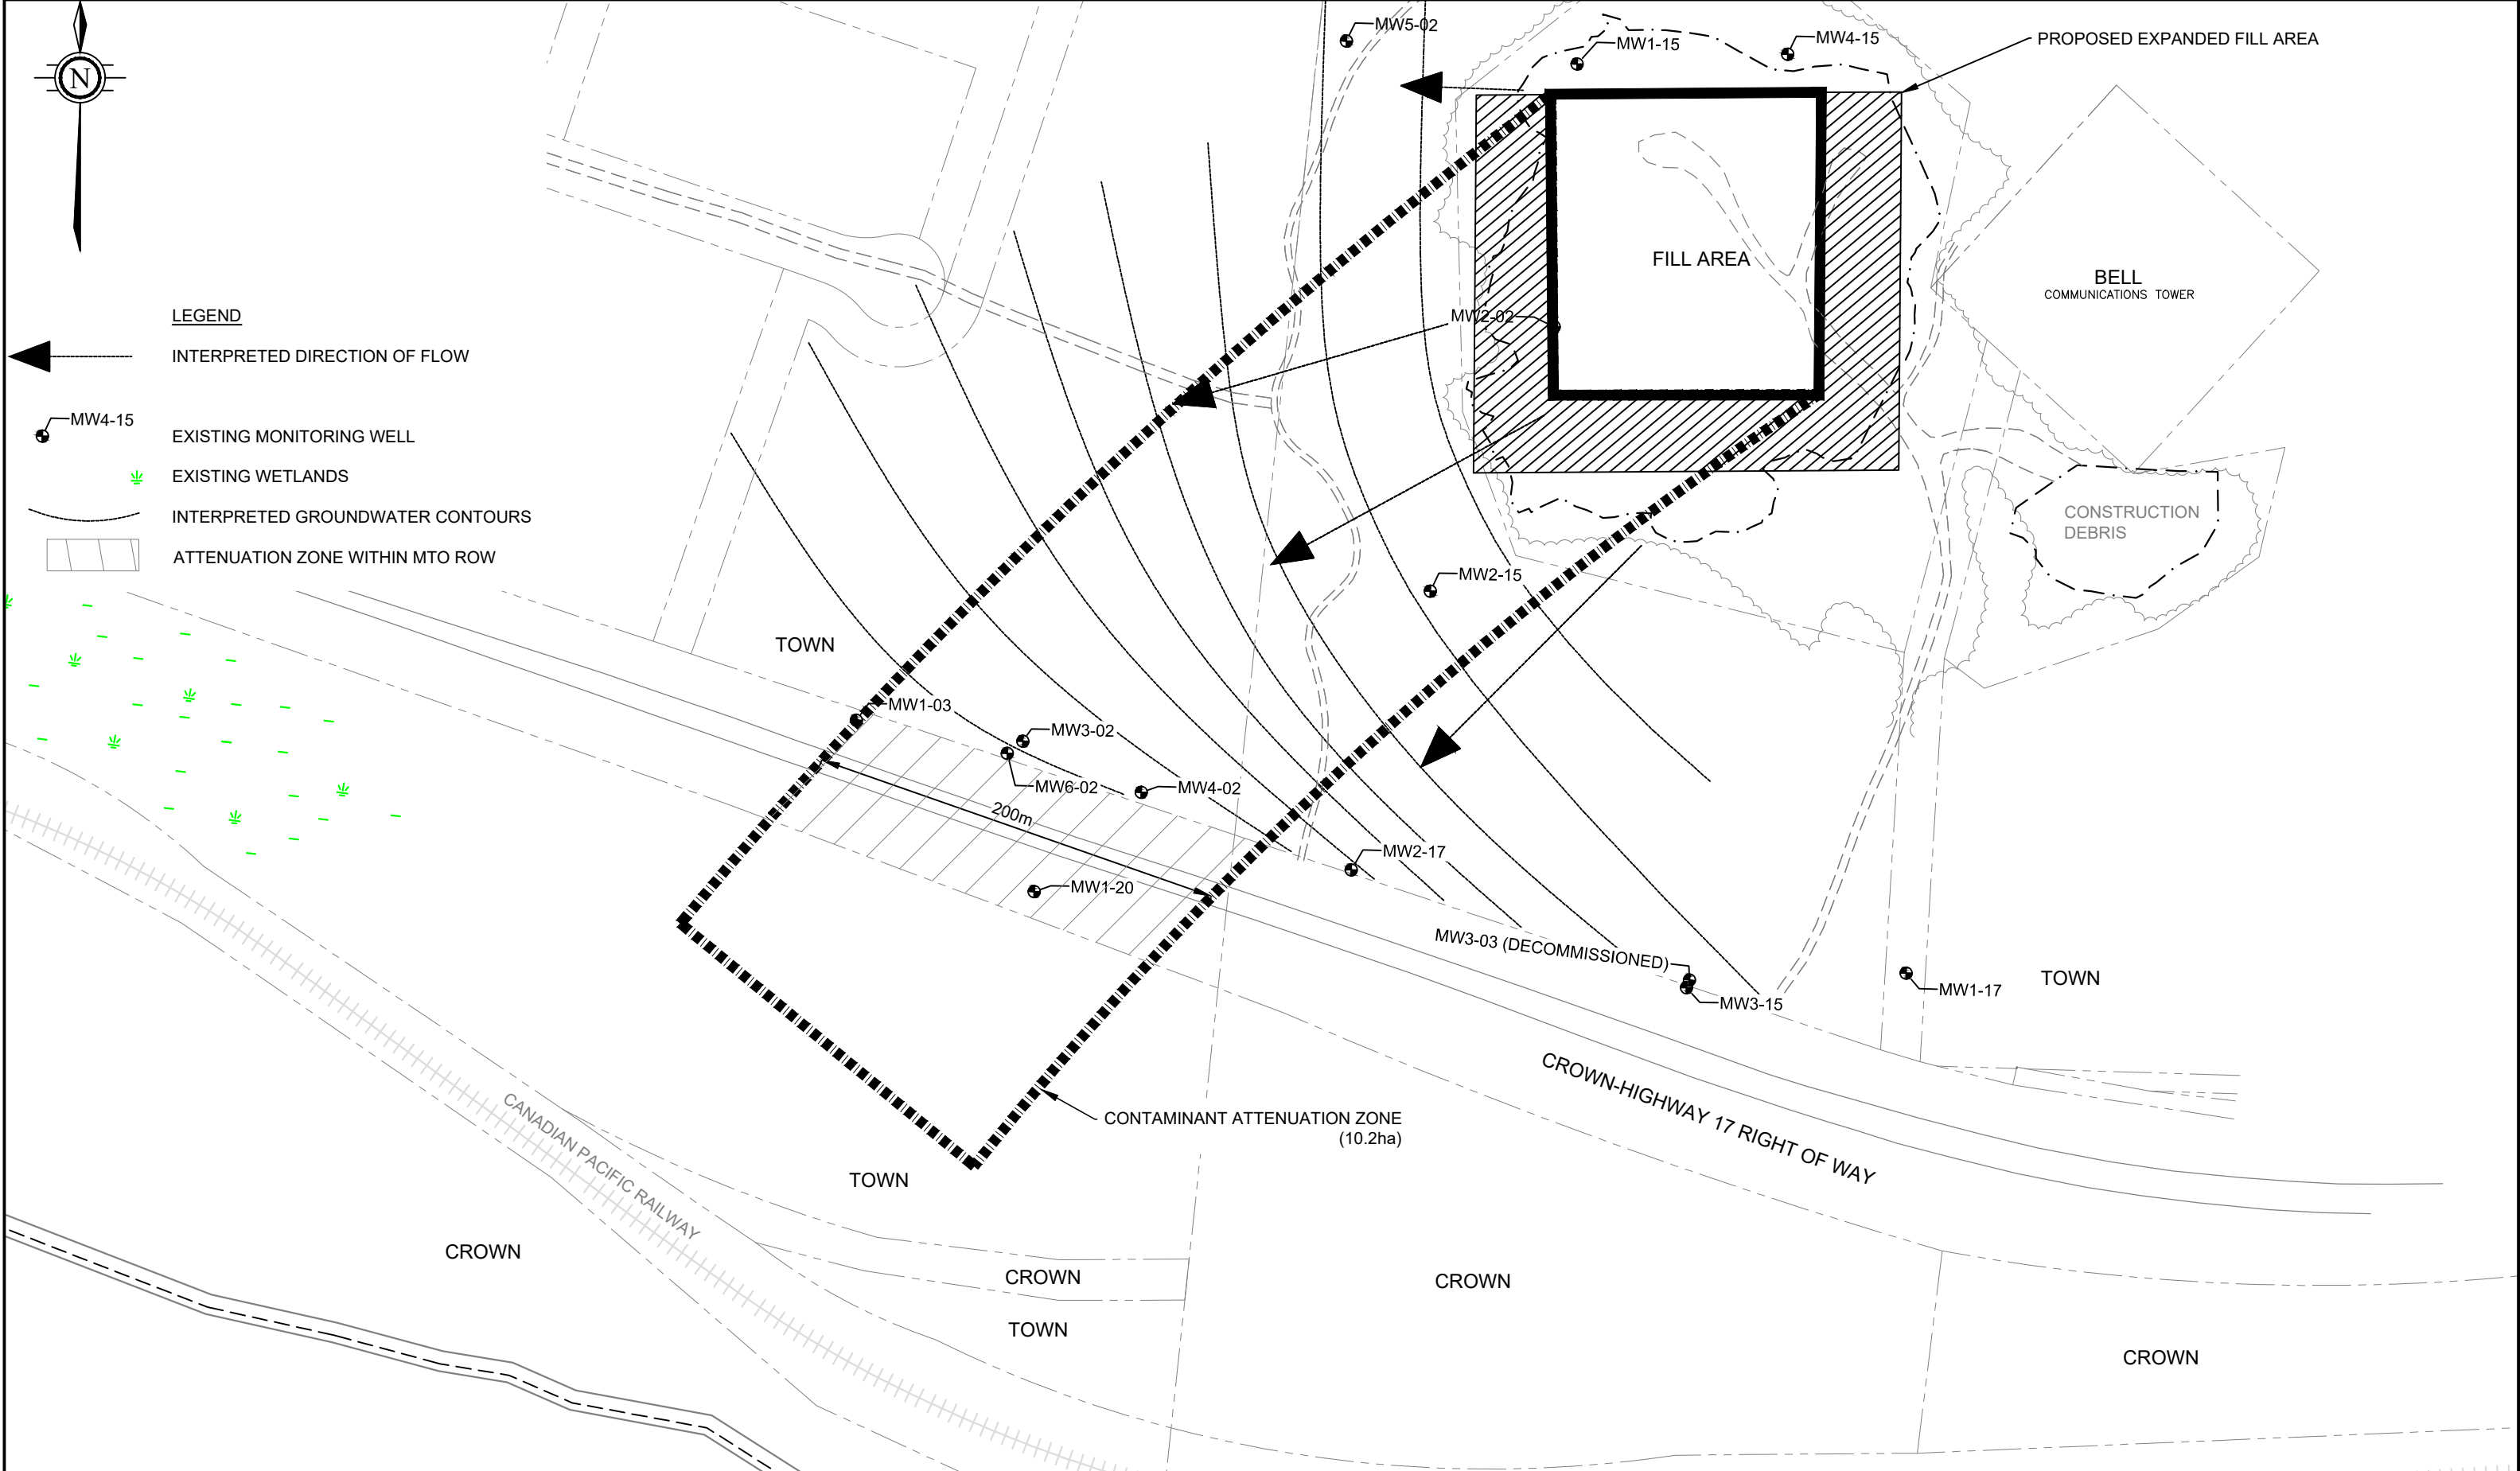 MW5-02
MW1-15
MW4-15
PROPOSED EXPANDED FILL AREA
N
FILL AREA
BELL
COMMUNICATIONS TOWER
MW2-02
LEGEND
INTERPRETED DIRECTION OF FLOW
MW4-15
EXISTING MONITORING WELL
EXISTING WETLANDS
INTERPRETED GROUNDWATER CONTOURS
ATTENUATION ZONE WITHIN MTO ROW
CONSTRUCTION
DEBRIS
MW2-15
TOWN
MW1-03
MW3-02
MW6-02
MW4-02
200m
MW2-17
MW1-20
MW3-03 (DECOMMISSIONED)
MW3-15
MW1-17
TOWN
CROWN-HIGHWAY 17 RIGHT OF WAY
CONTAMINANT ATTENUATION ZONE
(10.2ha)
CANADIAN PACIFIC RAILWAY
TOWN
CROWN
CROWN
CROWN
TOWN
CROWN